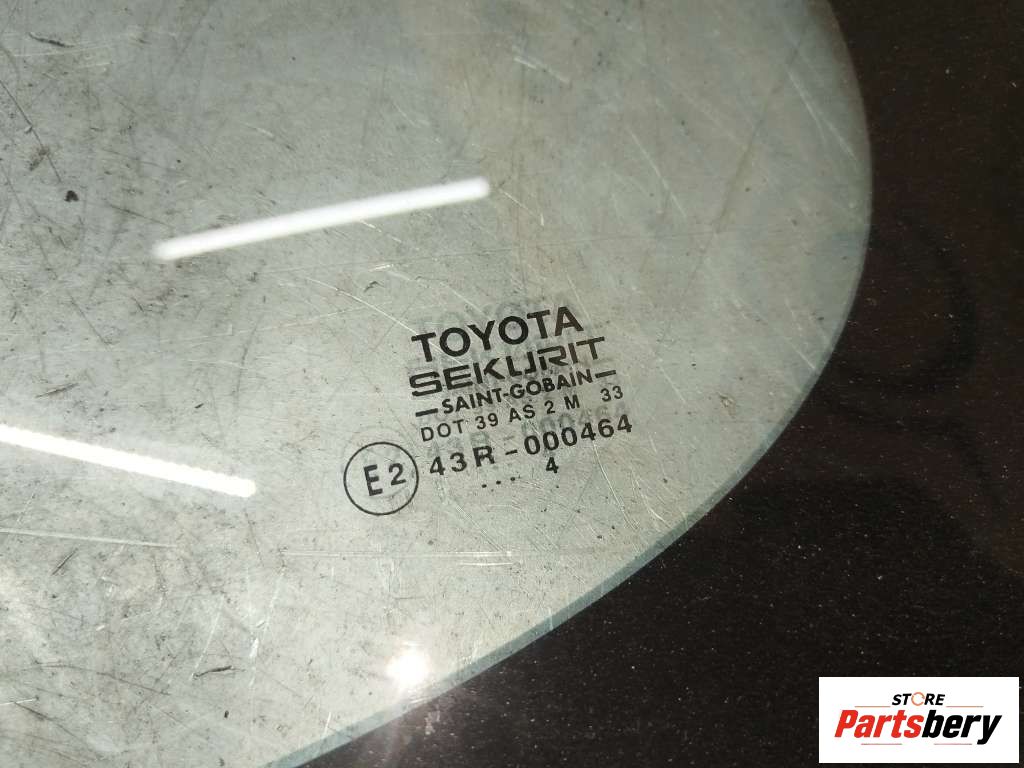 TOYOTA
SEKURIT
SAINT-GOBAIN
DOT 39 AS 2 M 33
E2 43R-000464
... 4
STORE
Partsbery